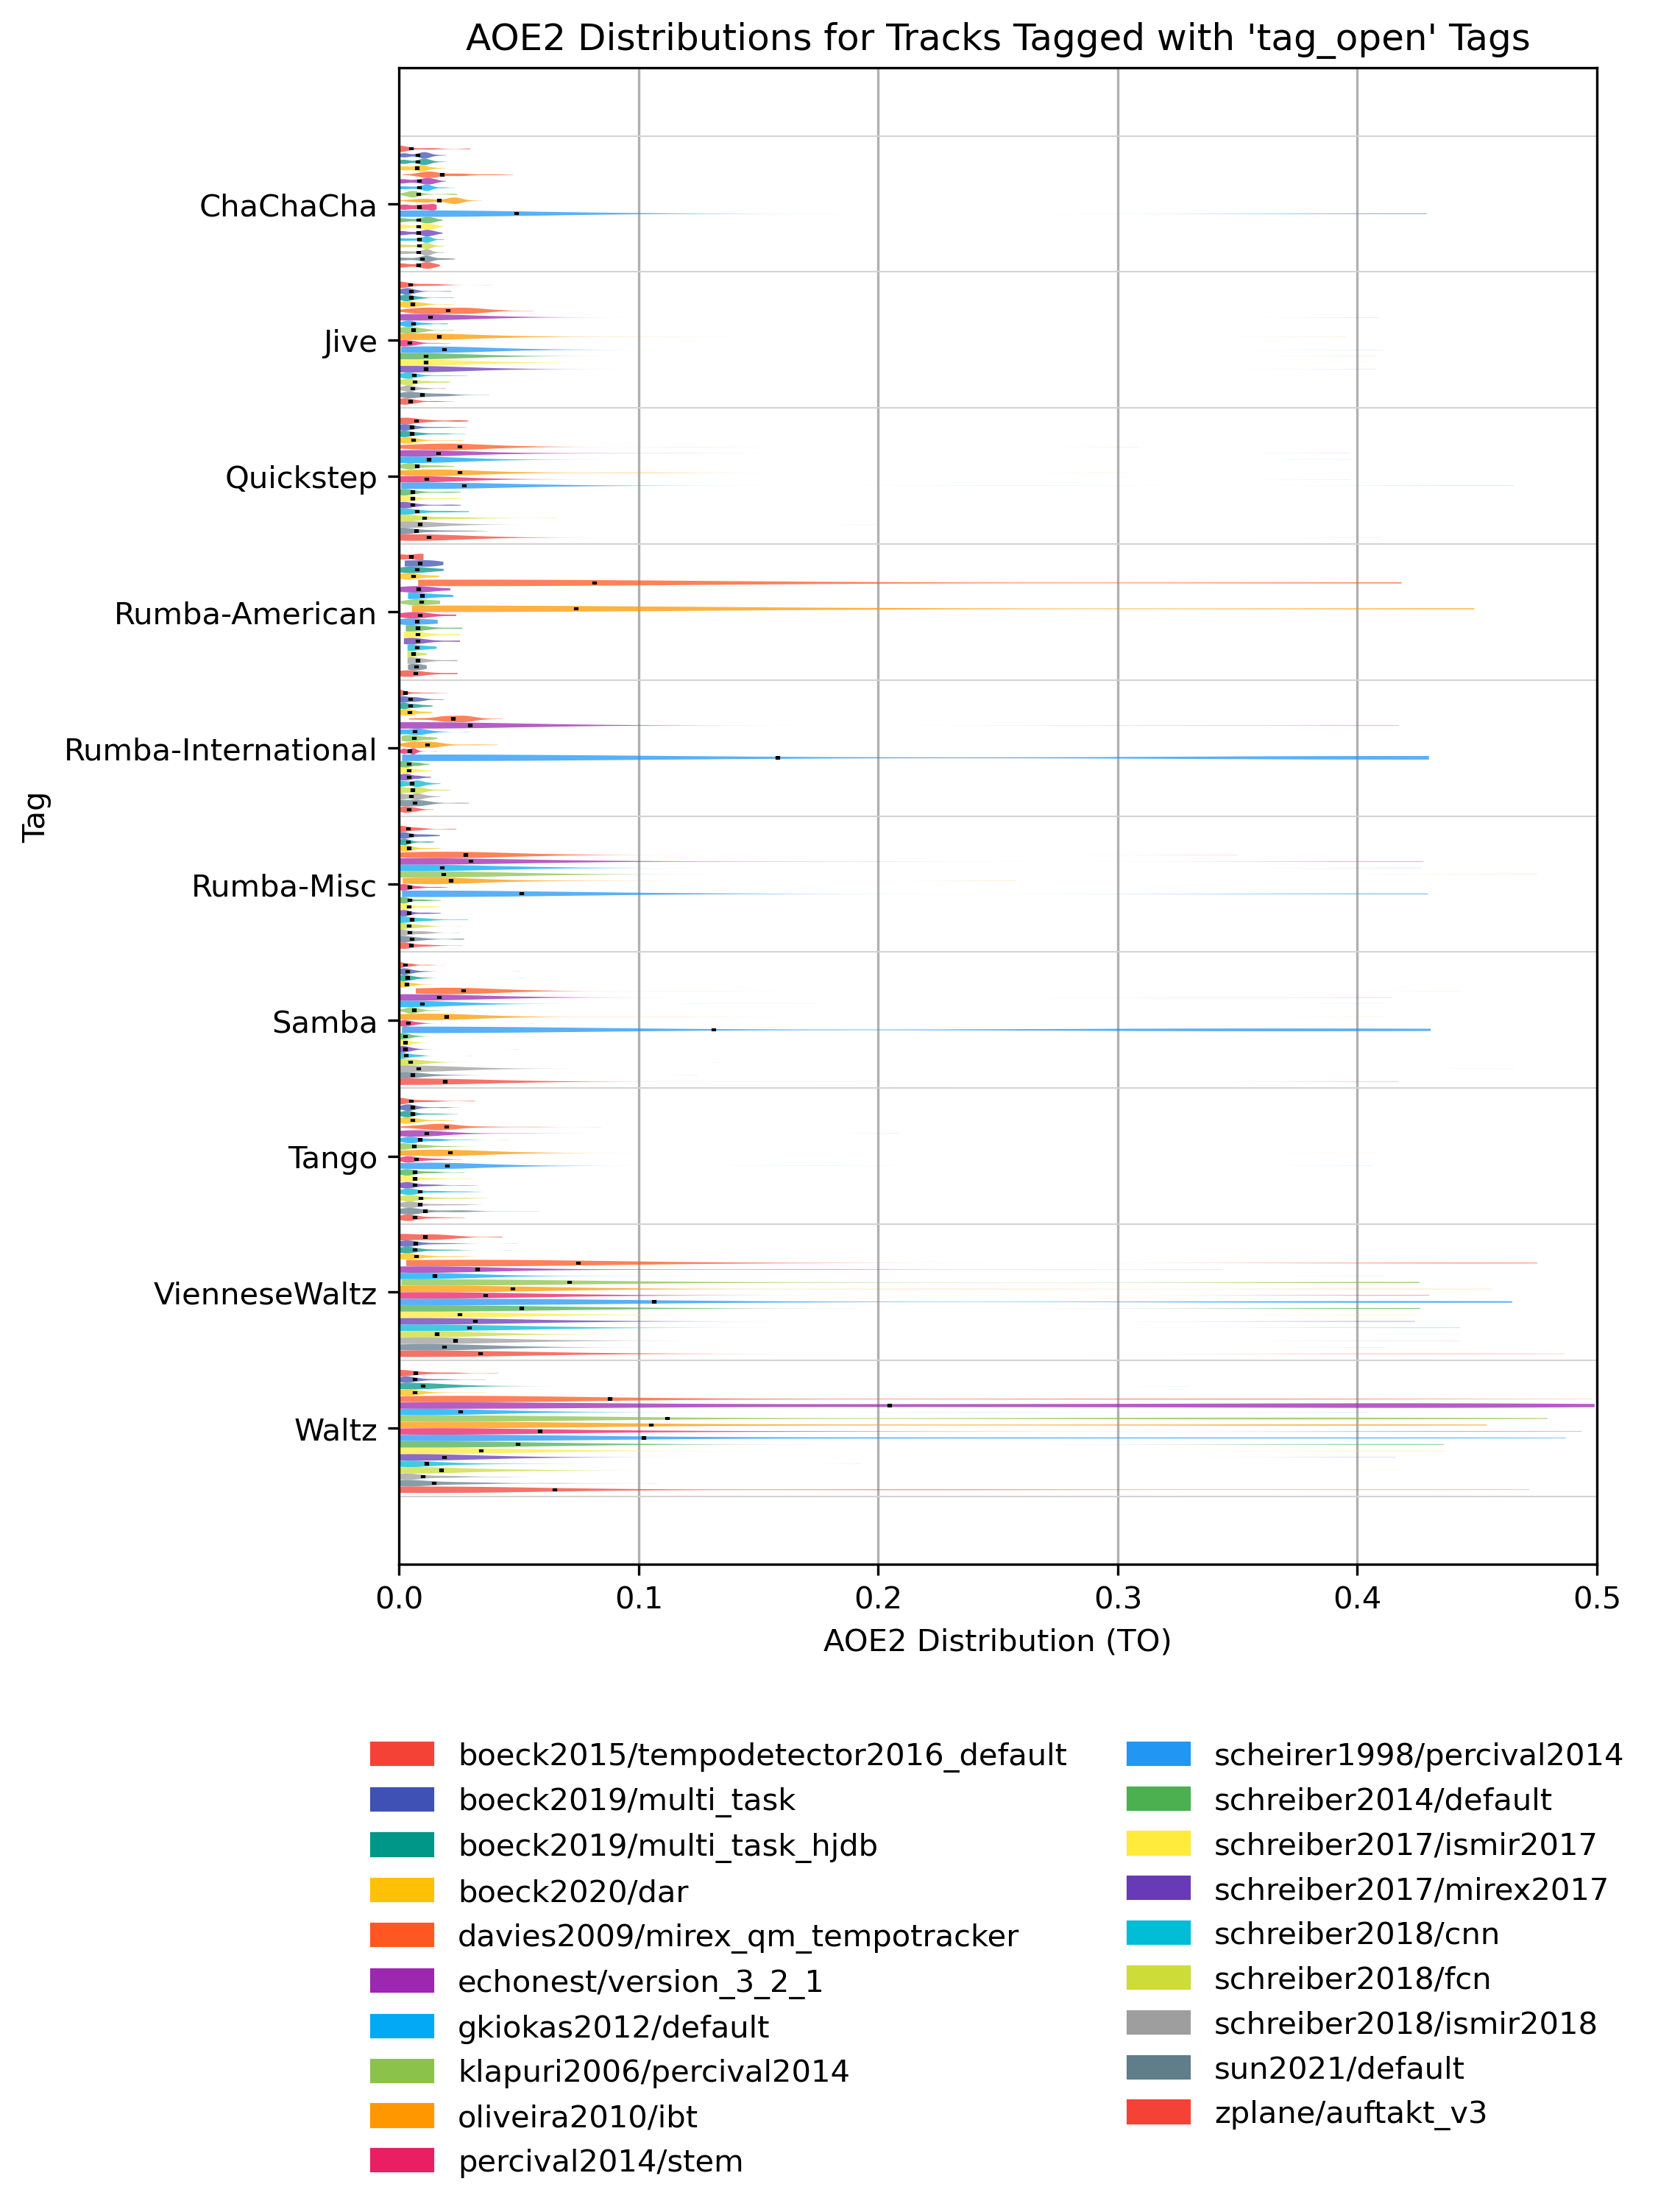 AOE2 Distributions for Tracks Tagged with 'tag_open' Tags
ChaChaCha
Jive
Quickstep
Rumba-American
Rumba-International
Rumba-Misc
Samba
Tango
VienneseWaltz
Waltz
Tag
0.0 0.1 0.2 0.3 0.4 0.5
AOE2 Distribution (TO)
boeck2015/tempodetector2016_default
boeck2019/multi_task
boeck2019/multi_task_hjdb
boeck2020/dar
davies2009/mirex_qm_tempotracker
echonest/version_3_2_1
gkiokas2012/default
klapuri2006/percival2014
oliveira2010/ibt
percival2014/stem
scheirer1998/percival2014
schreiber2014/default
schreiber2017/ismir2017
schreiber2017/mirex2017
schreiber2018/cnn
schreiber2018/fcn
schreiber2018/ismir2018
sun2021/default
zplane/auftakt_v3